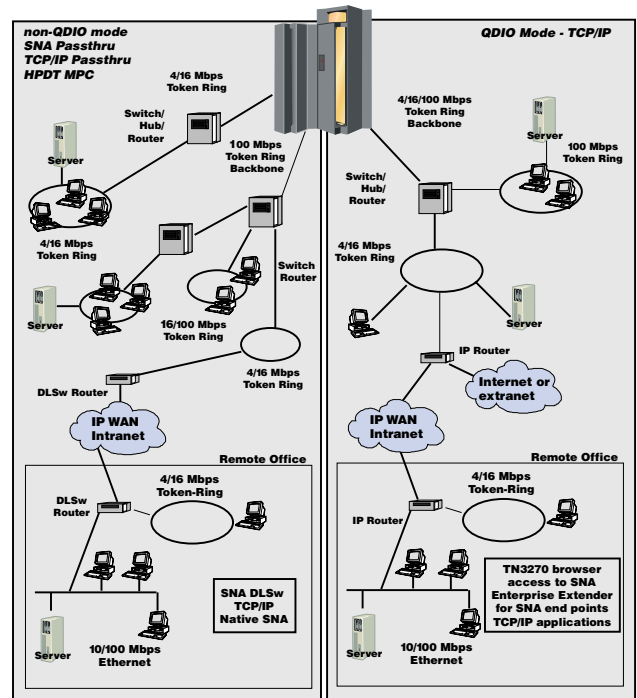 non-QDIO mode
SNA Passthru
TCP/IP Passthru
HPDT MPC
4/16 Mbps
Token Ring
Switch/
Hub/
Router
Server
100 Mbps
Token Ring
Backbone
4/16 Mbps
Token Ring
Switch
Router
Server
16/100 Mbps
Token Ring
4/16 Mbps
Token Ring
DLSw Router
IP WAN
Intranet
Remote Office
4/16 Mbps
Token-Ring
DLSw
Router
SNA DLSw
TCP/IP
Native SNA
Server
10/100 Mbps
Ethernet
QDIO Mode - TCP/IP
4/16/100 Mbps
Token Ring
Backbone
Server
100 Mbps
Token Ring
Switch/
Hub/
Router
4/16 Mbps
Token Ring
Server
IP Router
Internet or
extranet
IP WAN
Intranet
Remote Office
4/16 Mbps
Token-Ring
IP Router
TN3270 browser
access to SNA
Enterprise Extender
for SNA end points
TCP/IP applications
Server
10/100 Mbps
Ethernet